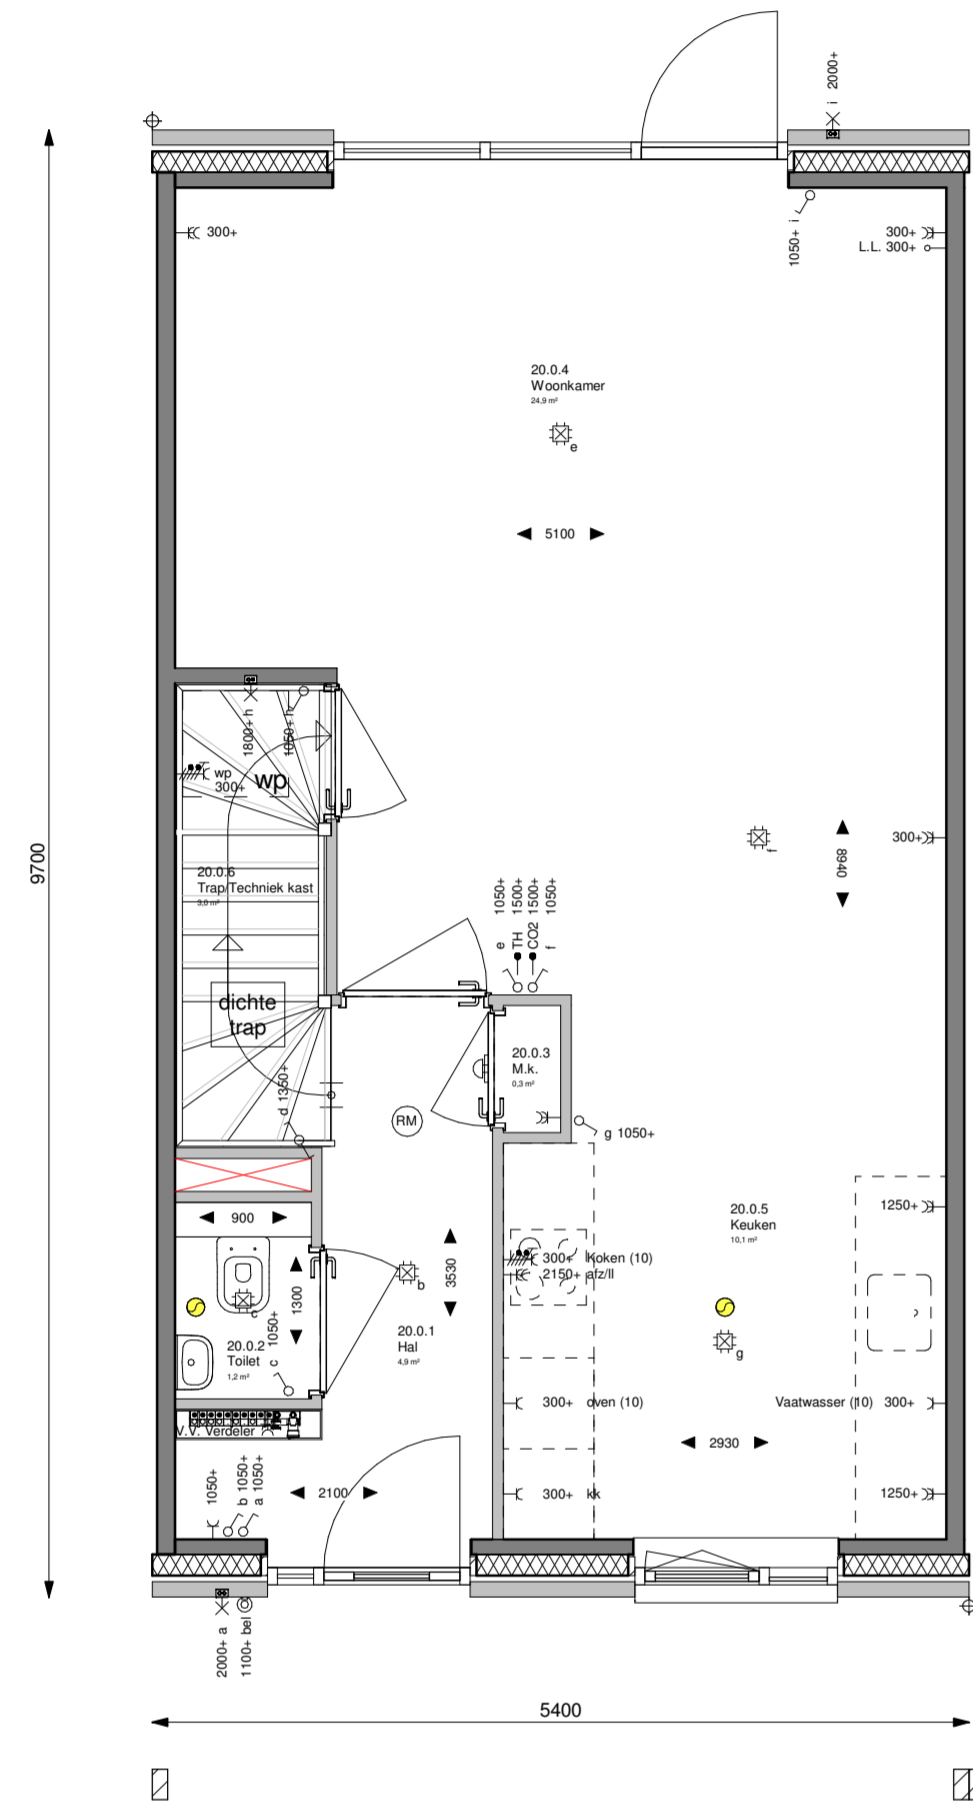 i 2000+
300+
1050+ i
300+
L.L. 300+
20.0.4
Woonkamer
24,9 m²
e
5100
1800+ h
1050+ h
wp
300+
wp
9700
20.0.6
Trap/Techniek kast
3,0 m²
f
8940
300+
e 1050+
TH 1500+
CO2 1500+
f 1050+
dichte
trap
d 1350+
20.0.3
M.k.
0,3 m²
RM
g 1050+
900
20.0.5
Keuken
10,1 m²
1250+
300+ Koken (10)
2150+ afz/ll
b
3530
1300
c
c 1050+
20.0.2
Toilet
1,2 m²
20.0.1
Hal
4,9 m²
g
300+ oven (10)
Vaatwasser (10) 300+
V.V. Verdeler
2930
1050+
b 1050+
a 1050+
2100
300+ kk
1250+
2000+ a
1100+ bel
5400